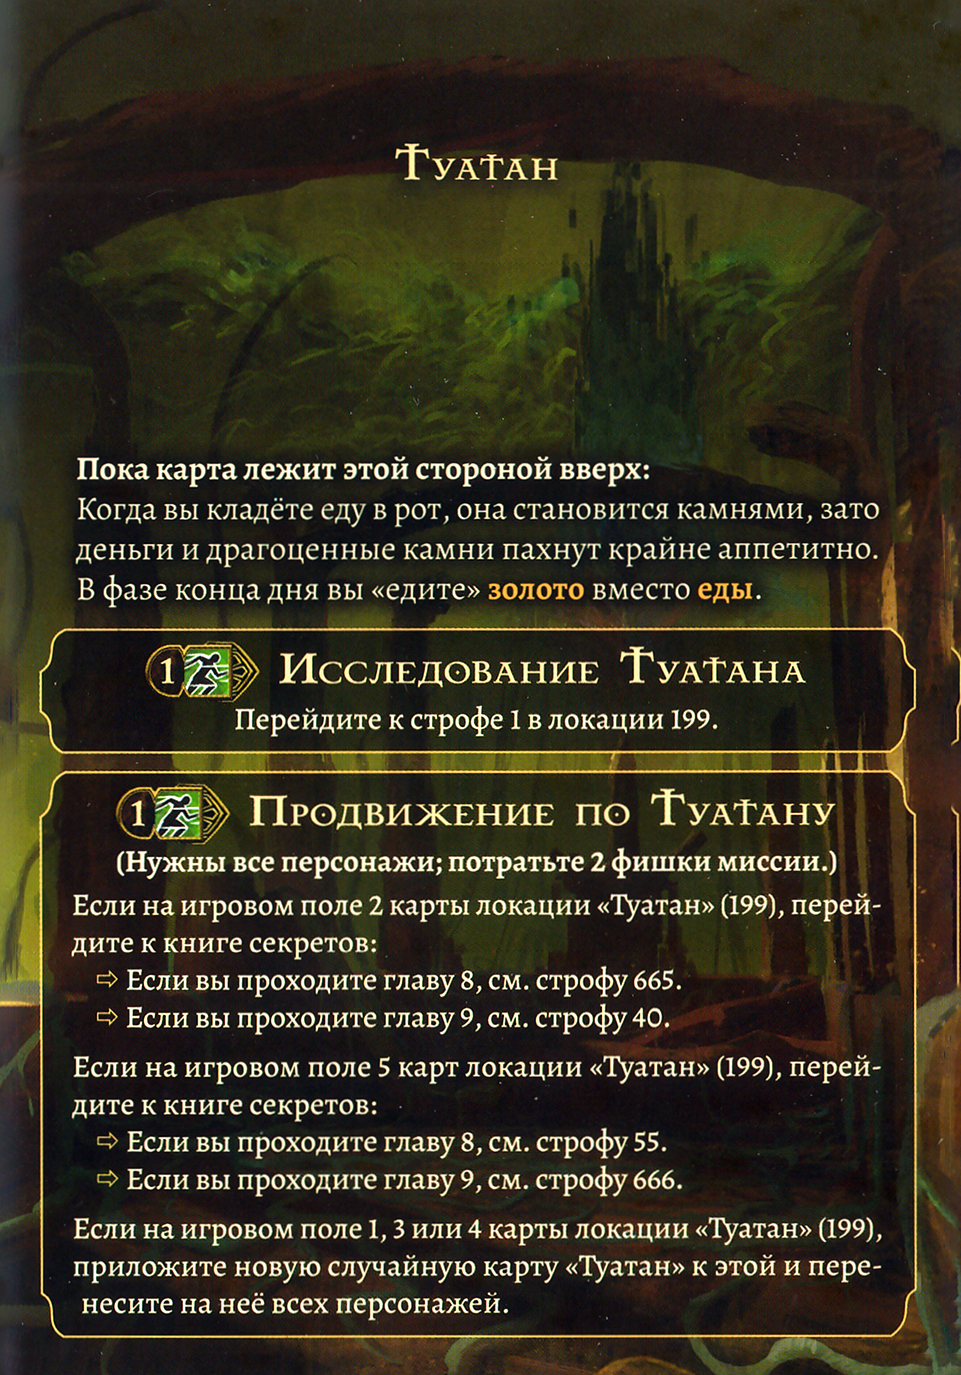 Туатан
Пока карта лежит этой стороной вверх:
Когда вы кладёте еду в рот, она становится камнями, зато
деньги и драгоценные камни пахнут крайне аппетитно.
В фазе конца дня вы «едите» золото вместо еды.
1 Исследование Туатана
Перейдите к строфе 1 в локации 199.
1 Продвижение по Туатану
(Нужны все персонажи; потратьте 2 фишки миссии.)
Если на игровом поле 2 карты локации «Туатан» (199), перей-
дите к книге секретов:
⇨ Если вы проходите главу 8, см. строфу 665.
⇨ Если вы проходите главу 9, см. строфу 40.
Если на игровом поле 5 карт локации «Туатан» (199), перей-
дите к книге секретов:
⇨ Если вы проходите главу 8, см. строфу 55.
⇨ Если вы проходите главу 9, см. строфу 666.
Если на игровом поле 1, 3 или 4 карты локации «Туатан» (199),
приложите новую случайную карту «Туатан» к этой и пере-
несите на неё всех персонажей.